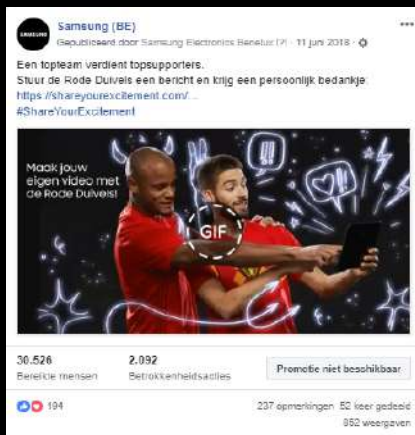 Samsung (BE)
Gepubliceerd door Samsung Electronics Benelux [?] · 11 juni 2018 ·
Een topteam verdient topsupporters.
Stuur de Rode Duivels een bericht en krijg een persoonlijk bedankje:
https://shareyourexcitement.com/...
#ShareYourExcitement
Maak jouw
eigen video met
de Rode Duivels!
GIF
30.526
2.092
Bereikte mensen
Betrokkenheidsacties
Promotie niet beschikbaar
194
237 opmerkingen 52 keer gedeeld
852 weergaven